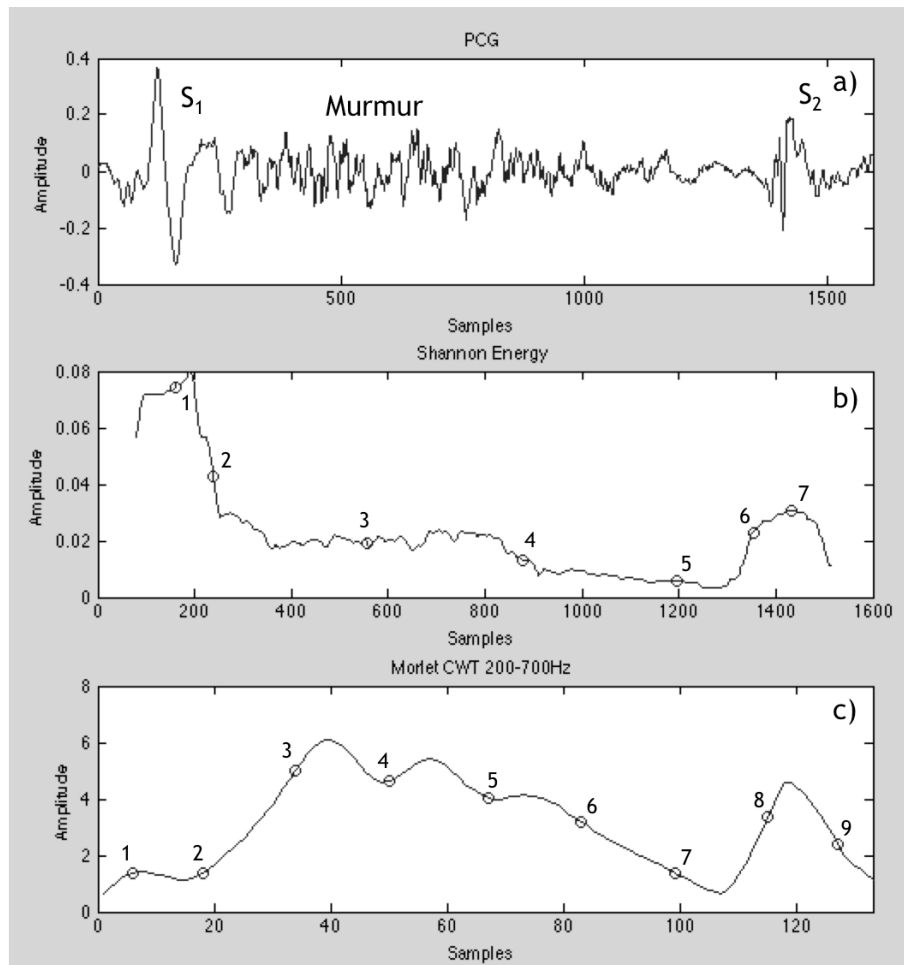 PCG
a)
S₁
Murmur
S₂
0.4
0.2
0
-0.2
-0.4
Amplitude
0 500 1000 1500
Samples
Shannon Energy
b)
0.08
0.06
0.04
0.02
0
Amplitude
1 2 3 4 5 6 7
0 200 400 600 800 1000 1200 1400 1600
Samples
Morlet CWT 200-700Hz
c)
8
6
4
2
0
Amplitude
1 2 3 4 5 6 7 8 9
0 20 40 60 80 100 120
Samples